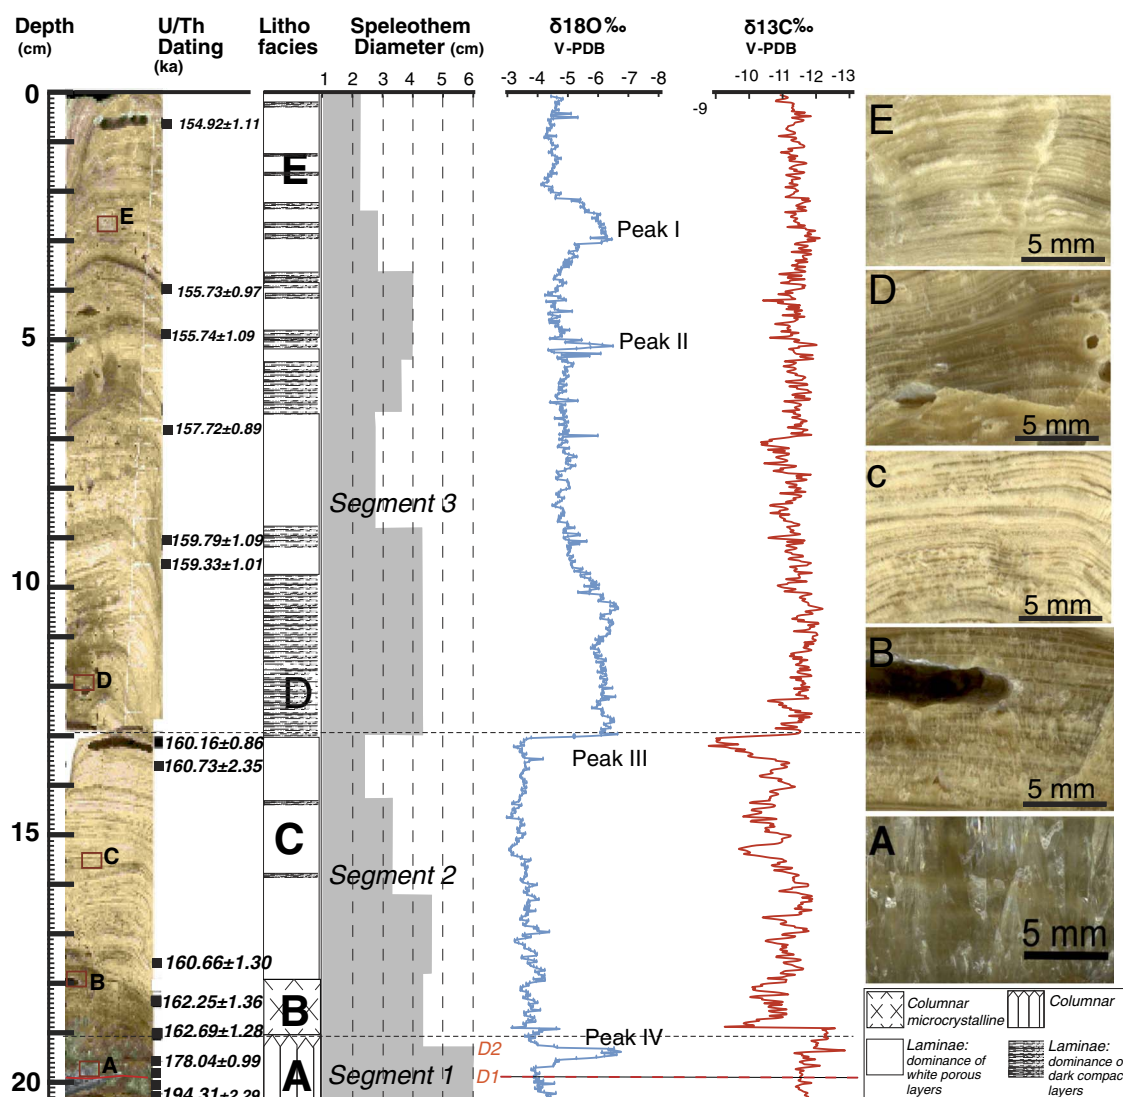 Depth
(cm)
U/Th
Dating
(ka)
Litho
facies
Speleothem
Diameter (cm)
δ18O‰
V-PDB
δ13C‰
V-PDB
1 2 3 4 5 6
-3 -4 -5 -6 -7 -8
-10 -11 -12 -13
-9
0
5
10
15
20
154.92±1.11
155.73±0.97
155.74±1.09
157.72±0.89
159.79±1.09
159.33±1.01
160.16±0.86
160.73±2.35
160.66±1.30
162.25±1.36
162.69±1.28
178.04±0.99
194.31±2.29
E
D
C
B
A
E
D
C
B
A
Segment 3
Segment 2
Segment 1
Peak I
Peak II
Peak III
Peak IV
D2
D1
E
5 mm
D
5 mm
C
5 mm
B
5 mm
A
5 mm
Columnar
microcrystalline
Columnar
Laminae:
dominance of
white porous
layers
Laminae:
dominance o
dark compac
layers